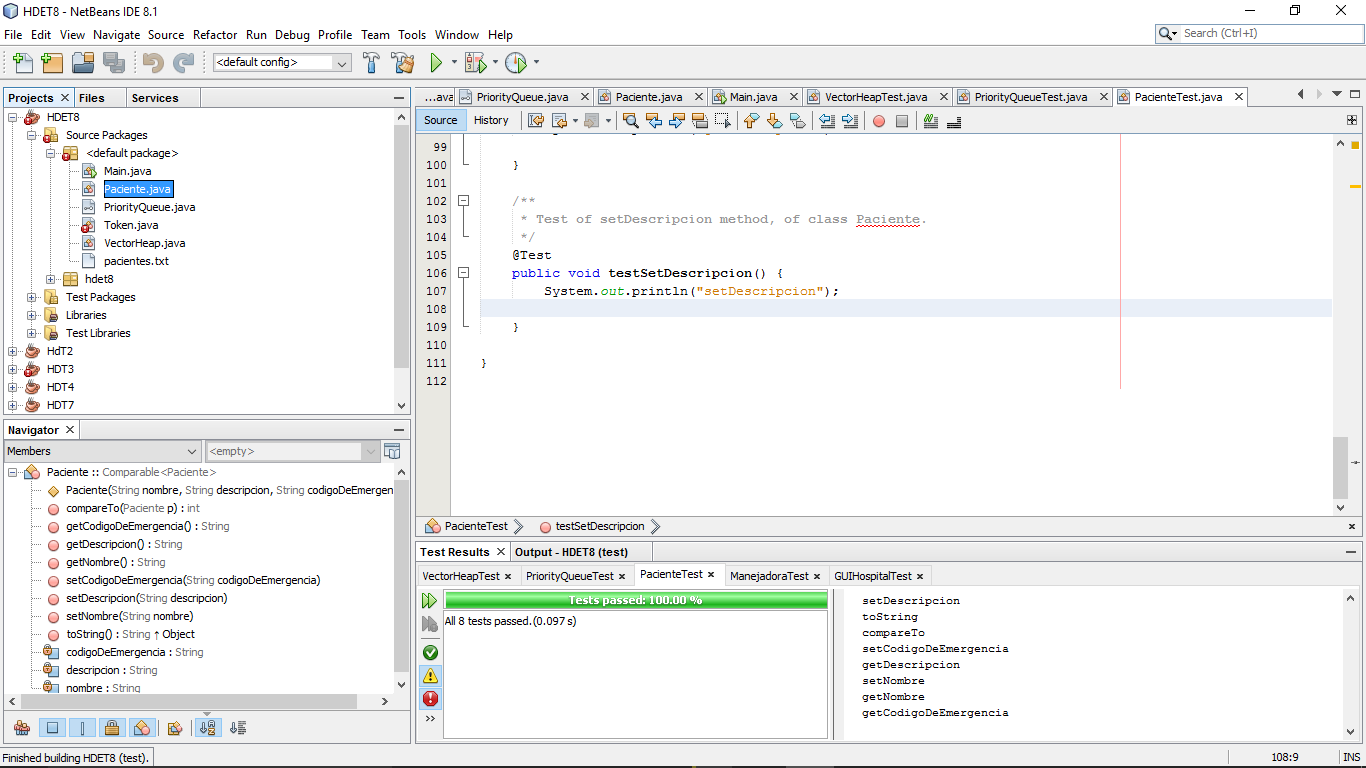 HDET8 - NetBeans IDE 8.1
File Edit View Navigate Source Refactor Run Debug Profile Team Tools Window Help
Search (Ctrl+I)
<default config>
Projects Files Services
HDET8
Source Packages
<default package>
Main.java
Paciente.java
PriorityQueue.java
Token.java
VectorHeap.java
pacientes.txt
hdet8
Test Packages
Libraries
Test Libraries
HdT2
HDT3
HDT4
HDT7
Navigator
Members
<empty>
Paciente :: Comparable<Paciente>
Paciente(String nombre, String descripcion, String codigoDeEmergen
compareTo(Paciente p) : int
getCodigoDeEmergencia() : String
getDescripcion() : String
getNombre() : String
setCodigoDeEmergencia(String codigoDeEmergencia)
setDescripcion(String descripcion)
setNombre(String nombre)
toString() : String ↑ Object
codigoDeEmergencia : String
descripcion : String
nombre : String
...ava PriorityQueue.java Paciente.java Main.java VectorHeapTest.java PriorityQueueTest.java PacienteTest.java
Source History
99
100 }
101
102 /**
103 * Test of setDescripcion method, of class Paciente.
104 */
105 @Test
106 public void testSetDescripcion() {
107 System.out.println("setDescripcion");
108
109 }
110
111 }
112
PacienteTest testSetDescripcion
Test Results Output - HDET8 (test)
VectorHeapTest PriorityQueueTest PacienteTest ManejadoraTest GUIHospitalTest
Tests passed: 100.00 %
All 8 tests passed.(0.097 s)
setDescripcion
toString
compareTo
setCodigoDeEmergencia
getDescripcion
setNombre
getNombre
getCodigoDeEmergencia
Finished building HDET8 (test).
108:9 INS